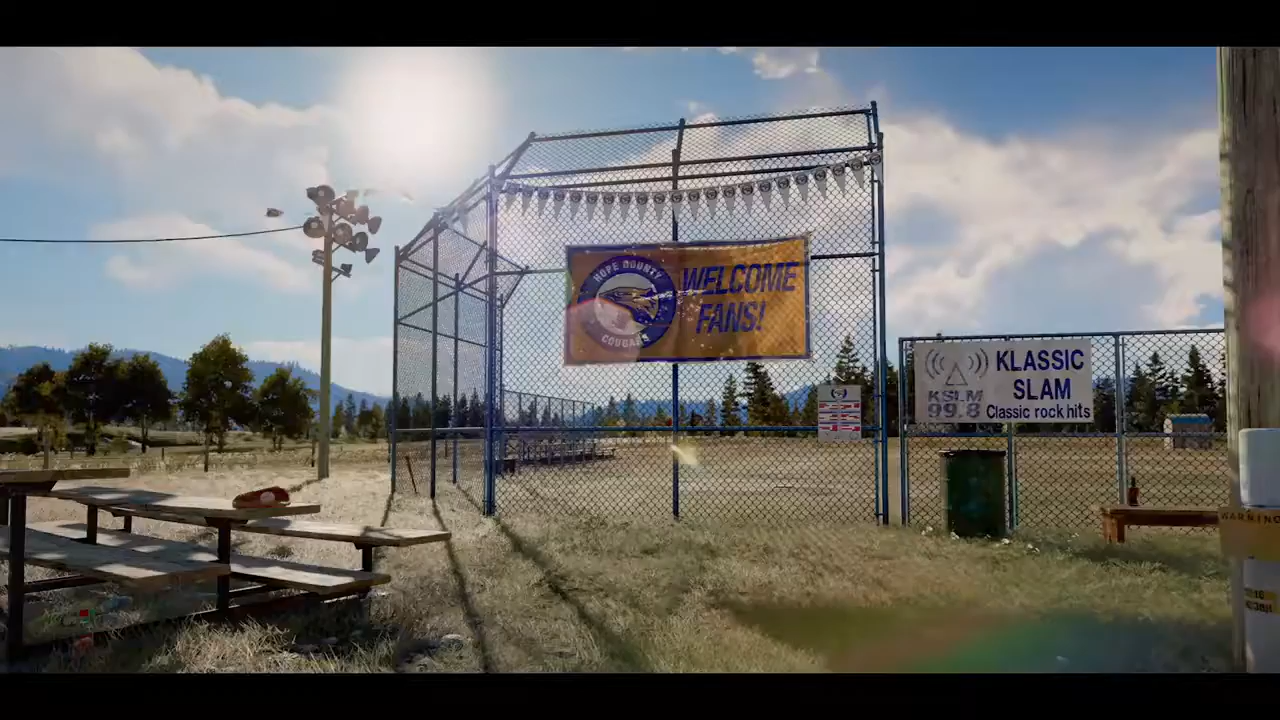 HOPE COUNTY
COUGARS
WELCOME
FANS!
KLASSIC
SLAM
KSLM
99.8
Classic rock hits
WARNING